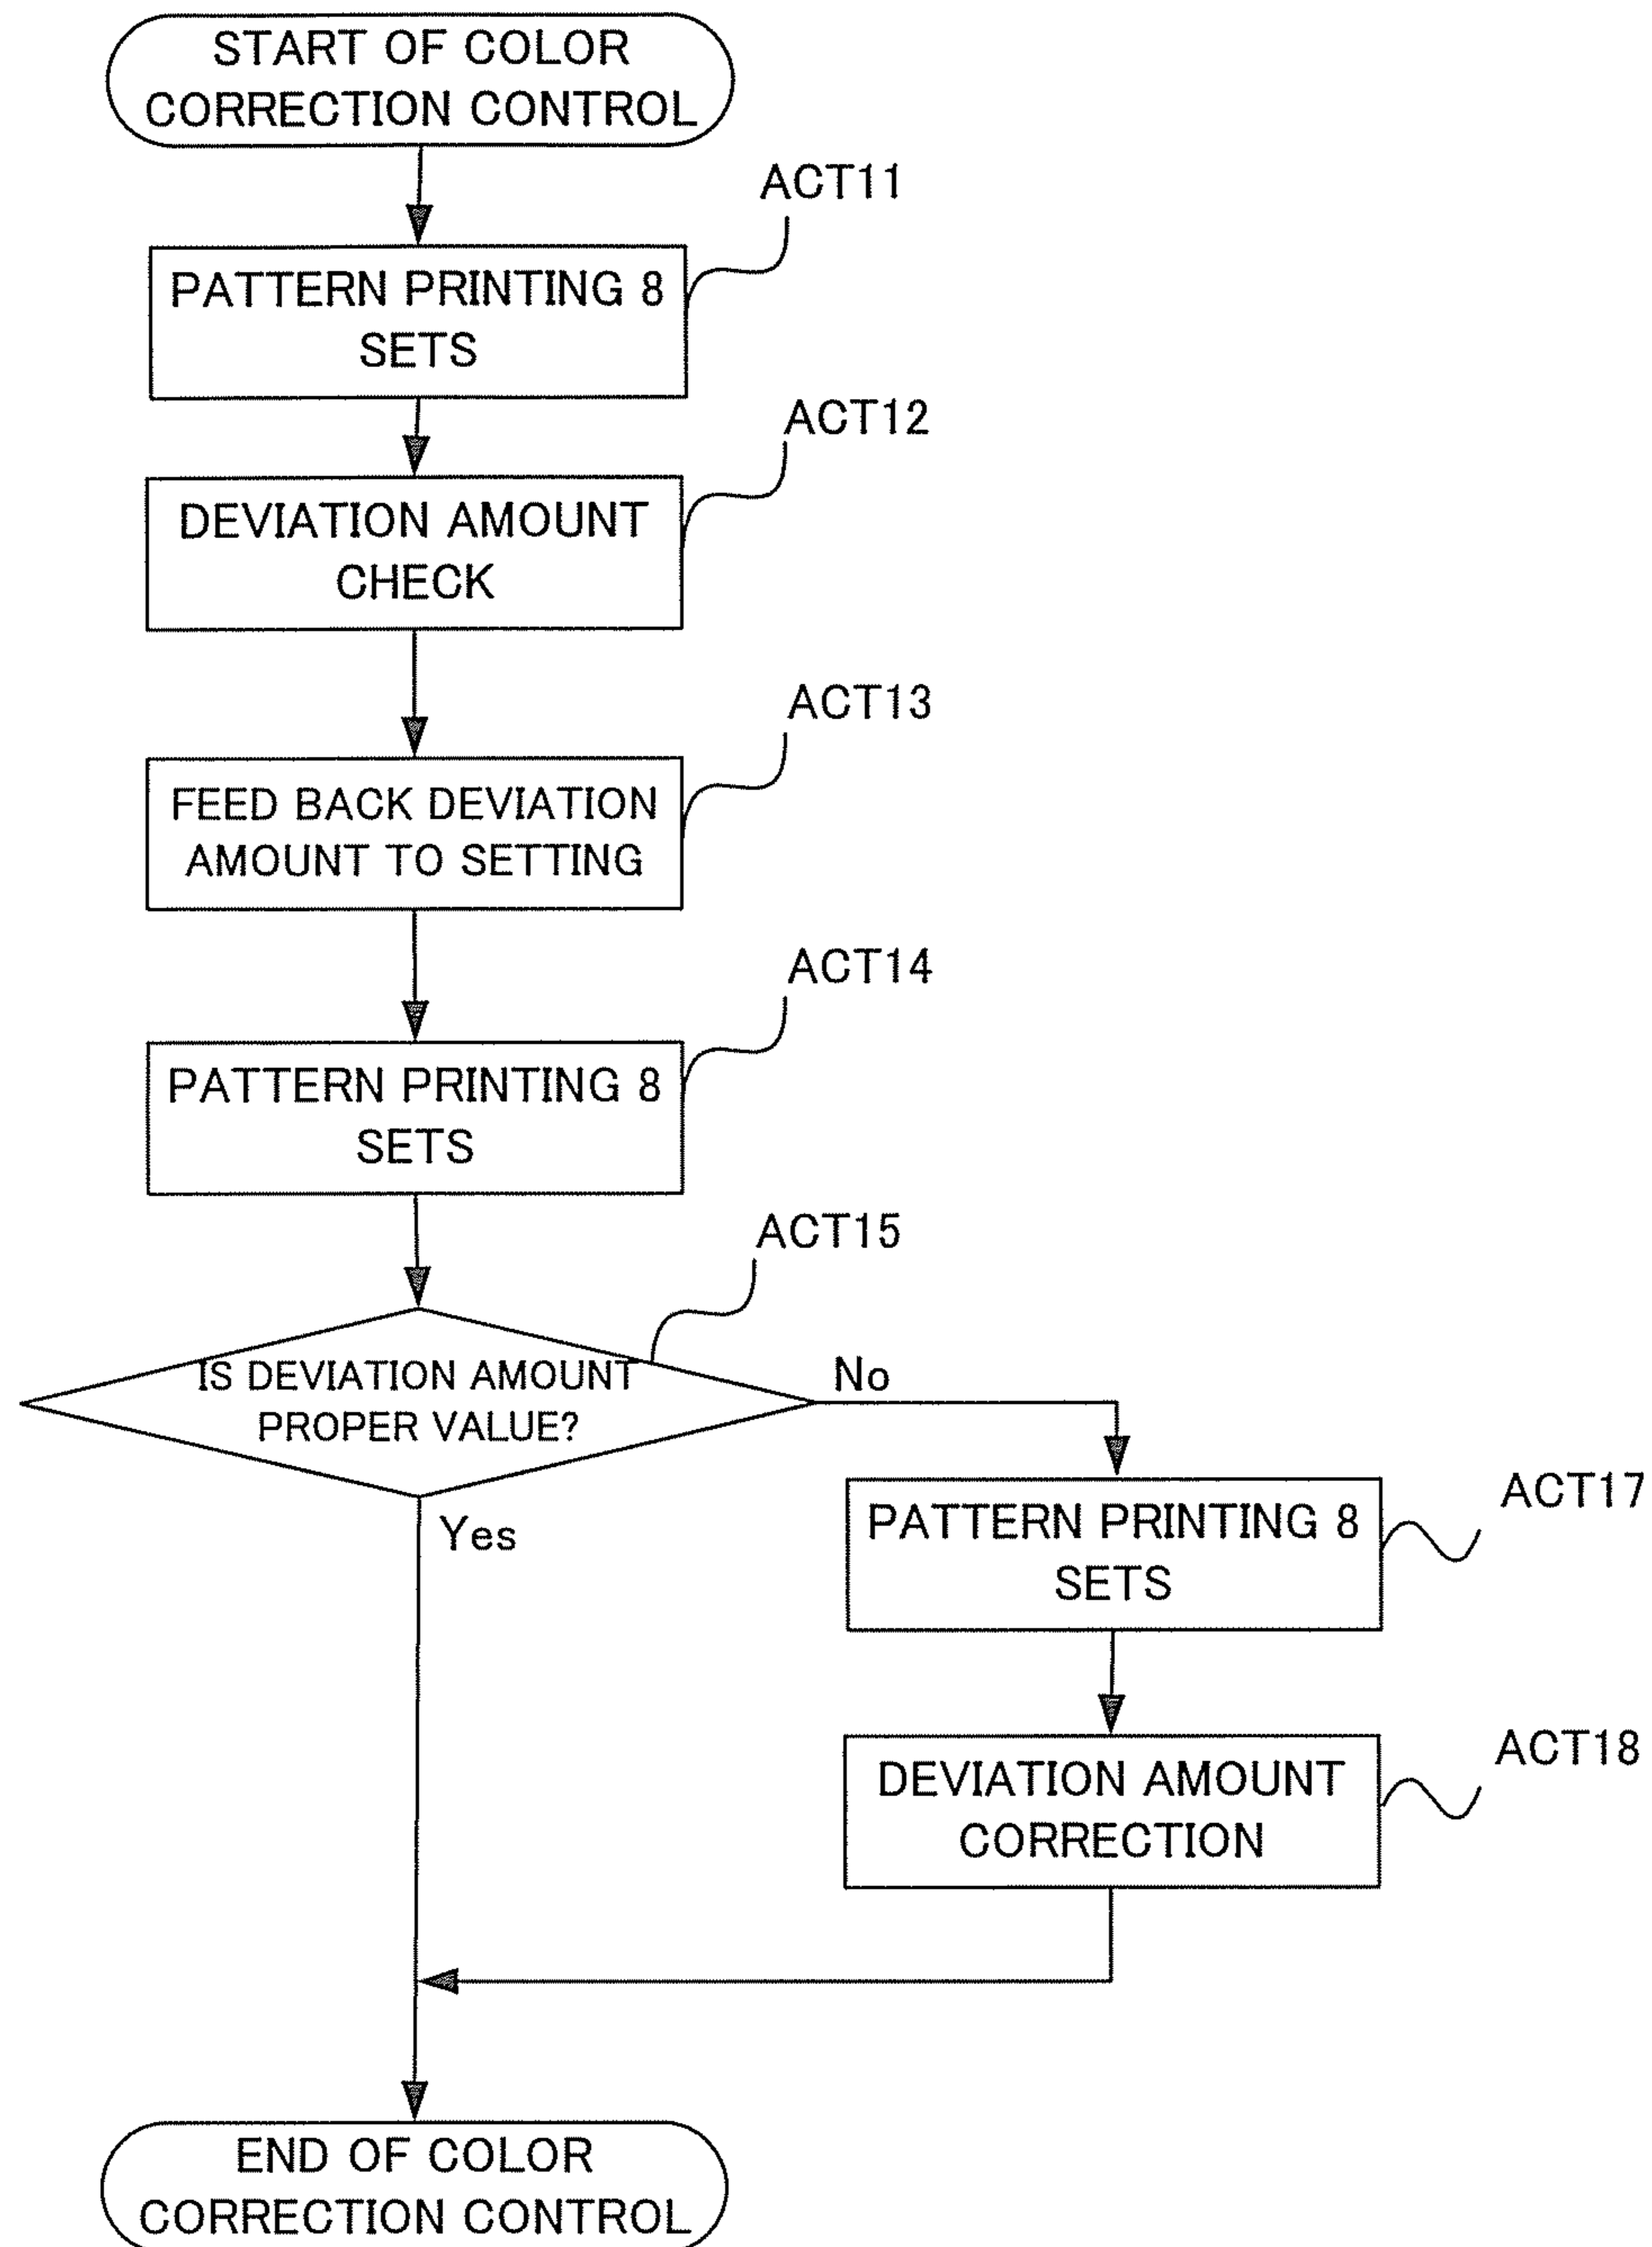 START OF COLOR
CORRECTION CONTROL
ACT11
PATTERN PRINTING 8
SETS
ACT12
DEVIATION AMOUNT
CHECK
ACT13
FEED BACK DEVIATION
AMOUNT TO SETTING
ACT14
PATTERN PRINTING 8
SETS
ACT15
IS DEVIATION AMOUNT
PROPER VALUE?
No
Yes
ACT17
PATTERN PRINTING 8
SETS
ACT18
DEVIATION AMOUNT
CORRECTION
END OF COLOR
CORRECTION CONTROL